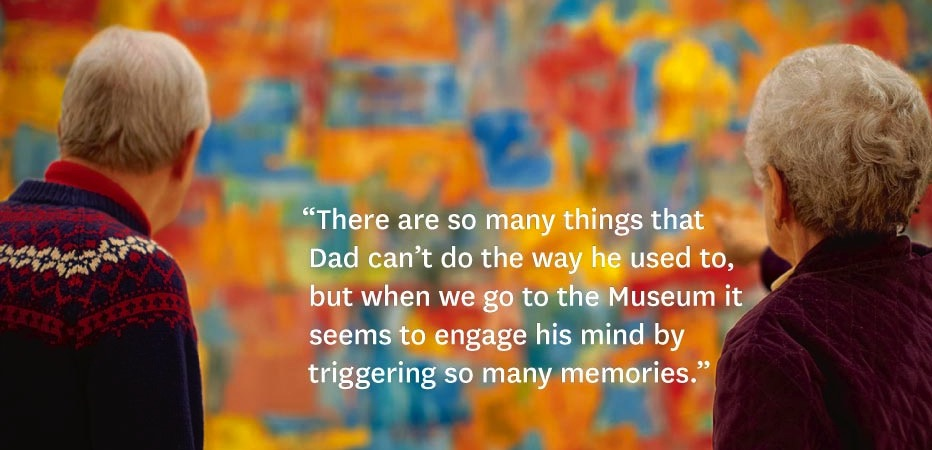 “There are so many things that
Dad can’t do the way he used to,
but when we go to the Museum it
seems to engage his mind by
triggering so many memories.”